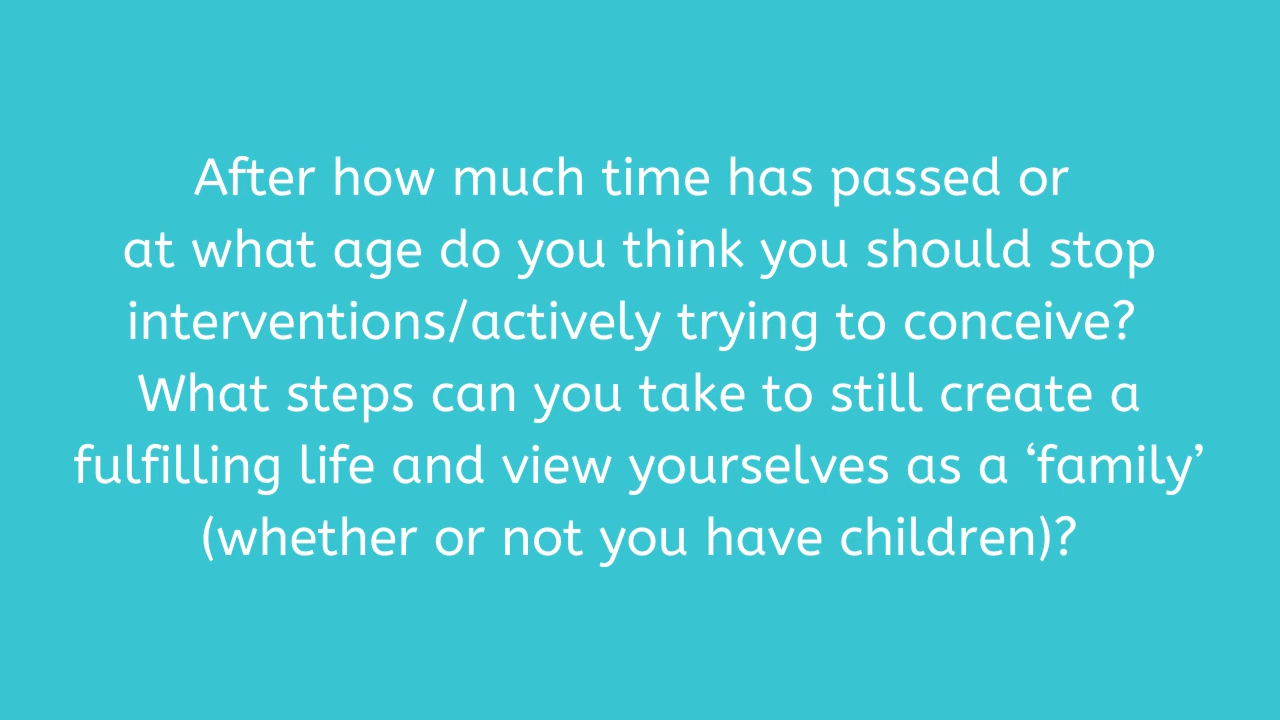 After how much time has passed or
at what age do you think you should stop
interventions/actively trying to conceive?
What steps can you take to still create a
fulfilling life and view yourselves as a ‘family’
(whether or not you have children)?